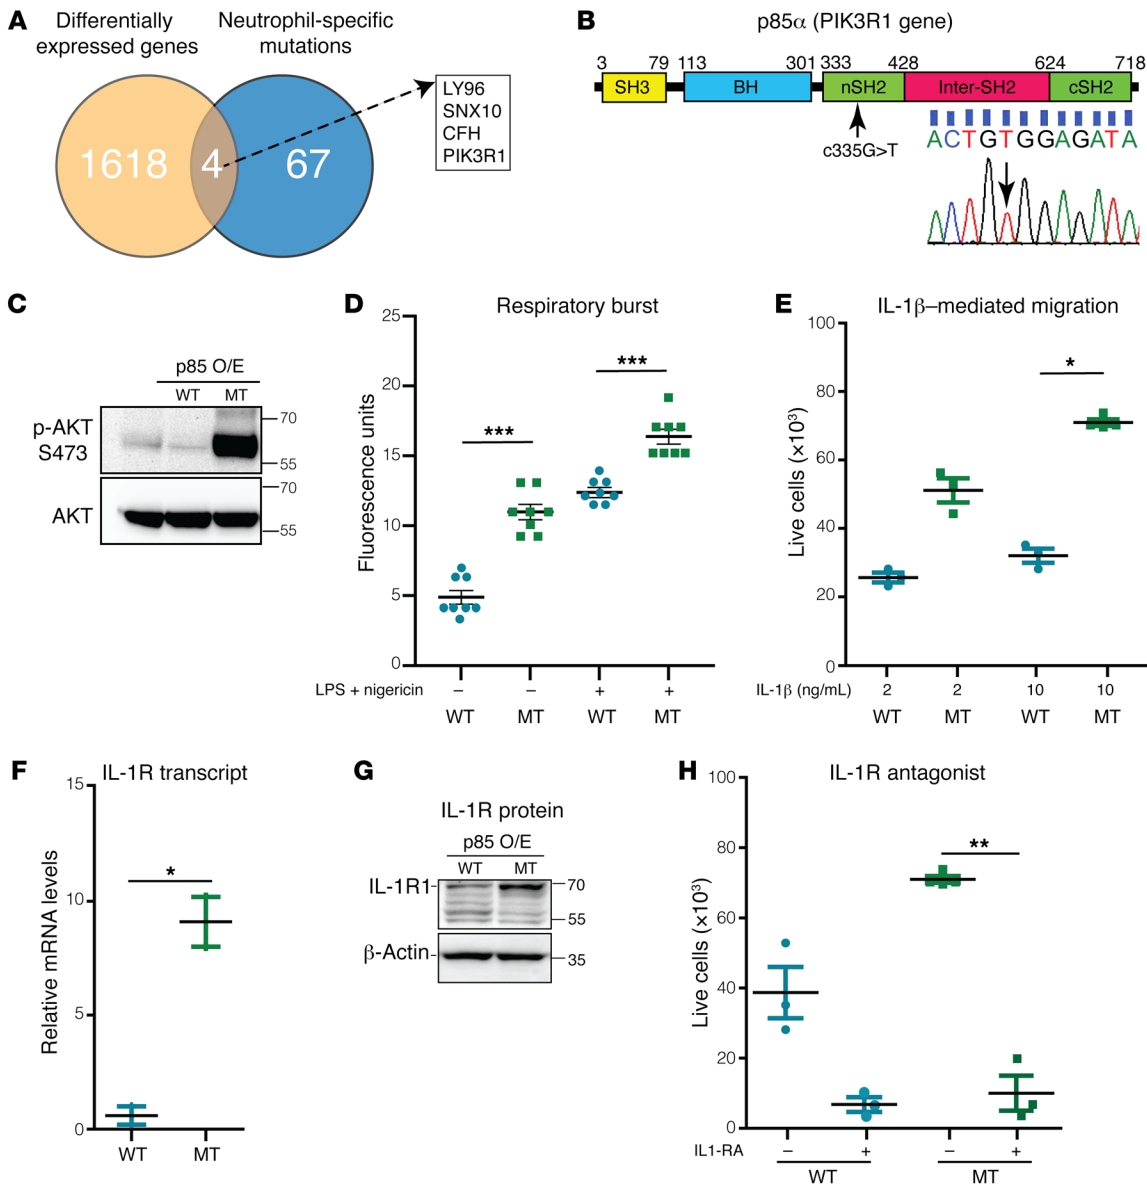 A
Differentially
expressed genes
Neutrophil-specific
mutations
1618
4
67
LY96
SNX10
CFH
PIK3R1
B
p85α (PIK3R1 gene)
3 79 113 301 333 428 624 718
SH3 BH nSH2 Inter-SH2 cSH2
c335G>T
ACTGTGGAGATA
C
p85 O/E
WT MT
p-AKT
S473
70
55
AKT
70
55
D
Respiratory burst
Fluorescence units
25
20
15
10
5
0
***
***
LPS + nigericin – – + +
WT MT WT MT
E
IL-1β–mediated migration
Live cells (×10³)
100
80
60
40
20
0
*
IL-1β (ng/mL) 2 2 10 10
WT MT WT MT
F
IL-1R transcript
Relative mRNA levels
15
10
5
0
*
WT MT
G
IL-1R protein
p85 O/E
WT MT
IL-1R1
70
55
β-Actin
35
H
IL-1R antagonist
Live cells (×10³)
100
80
60
40
20
0
**
IL1-RA – + – +
WT MT